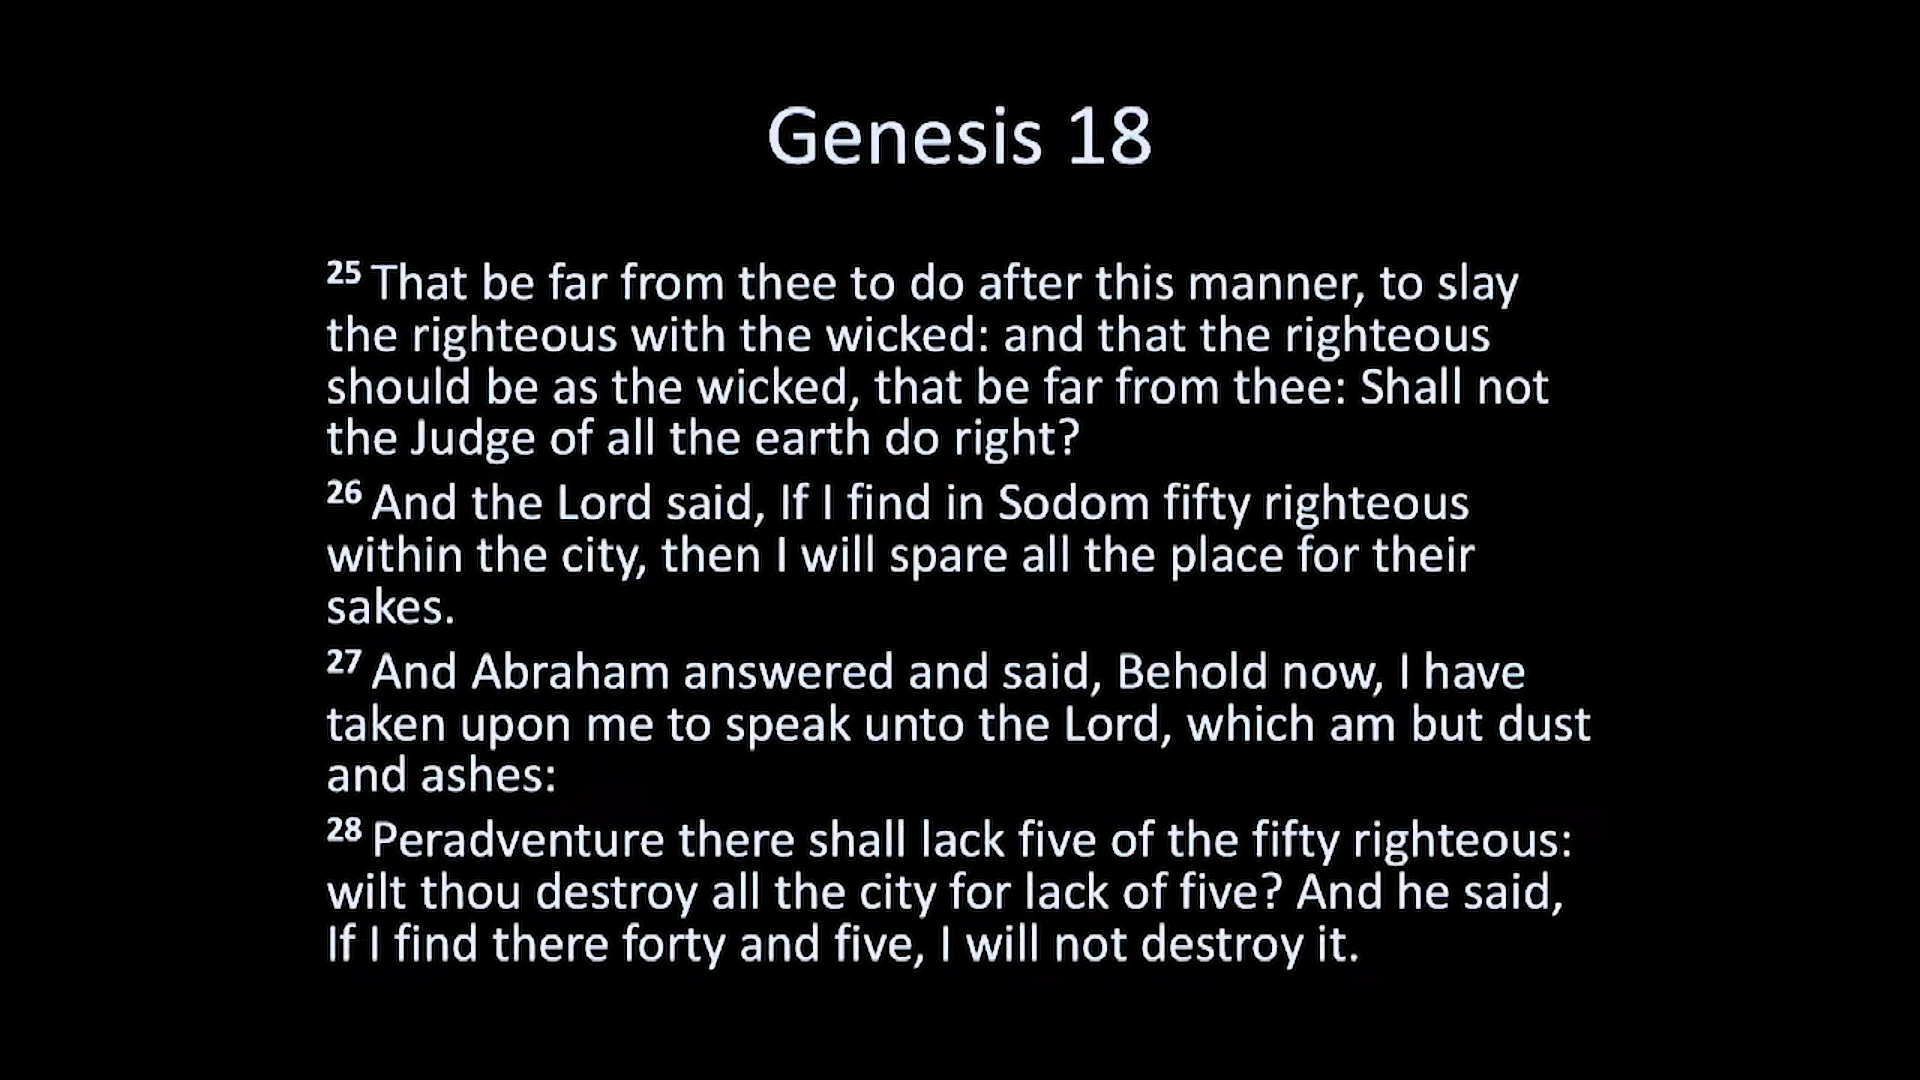 Genesis 18
25 That be far from thee to do after this manner, to slay
the righteous with the wicked: and that the righteous
should be as the wicked, that be far from thee: Shall not
the Judge of all the earth do right?
26 And the Lord said, If I find in Sodom fifty righteous
within the city, then I will spare all the place for their
sakes.
27 And Abraham answered and said, Behold now, I have
taken upon me to speak unto the Lord, which am but dust
and ashes:
28 Peradventure there shall lack five of the fifty righteous:
wilt thou destroy all the city for lack of five? And he said,
If I find there forty and five, I will not destroy it.